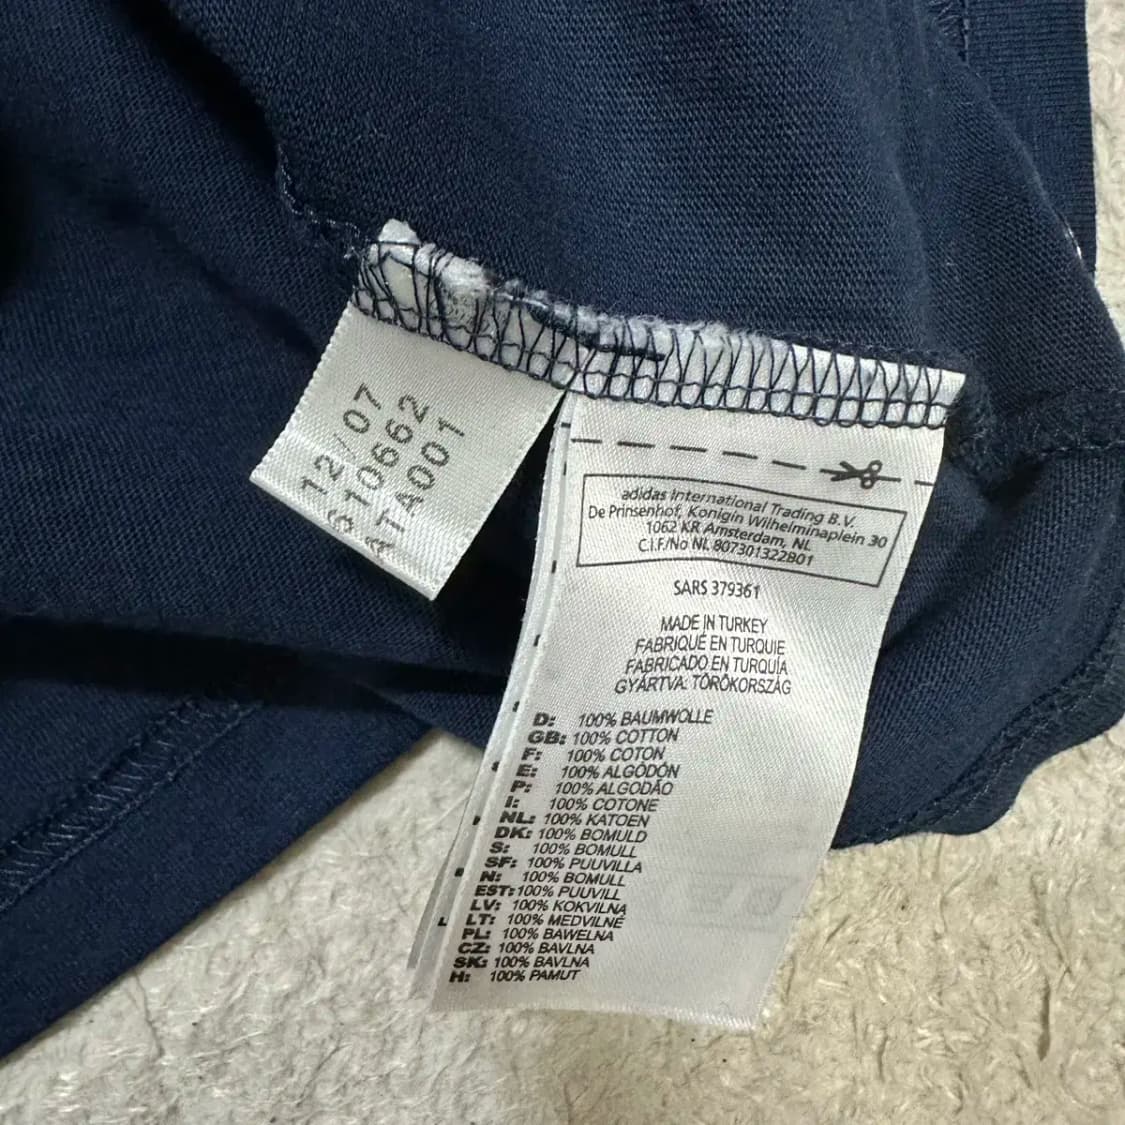 12/07
610662
ATA001
adidas International Trading B.V.
De Prinsenhof, Konigin Wilhelminaplein 30
1062 KR Amsterdam, NL
C.I.F./No NL 807301322B01
SARS 379361
MADE IN TURKEY
FABRIQUÉ EN TURQUIE
FABRICADO EN TURQUÍA
GYÁRTVA: TÖRÖKORSZÁG
D: 100% BAUMWOLLE
GB: 100% COTTON
F: 100% COTON
E: 100% ALGODÓN
P: 100% ALGODÃO
I: 100% COTONE
NL: 100% KATOEN
DK: 100% BOMULD
S: 100% BOMULL
SF: 100% PUUVILLA
N: 100% BOMULL
EST: 100% PUUVILL
LV: 100% KOKVILNA
LT: 100% MEDVILNĖ
PL: 100% BAWEŁNA
CZ: 100% BAVLNA
SK: 100% BAVLNA
H: 100% PAMUT